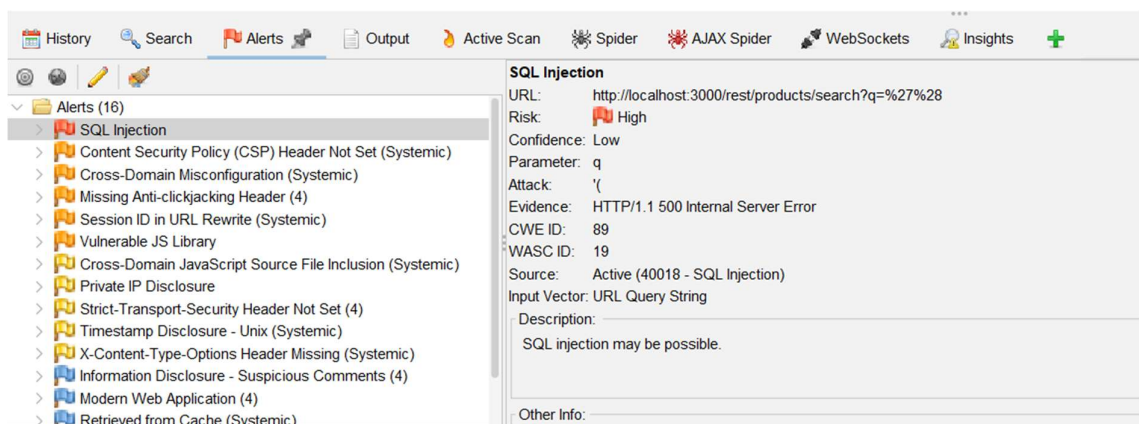 History Search Alerts Output Active Scan Spider AJAX Spider WebSockets Insights
Alerts (16)
SQL Injection
Content Security Policy (CSP) Header Not Set (Systemic)
Cross-Domain Misconfiguration (Systemic)
Missing Anti-clickjacking Header (4)
Session ID in URL Rewrite (Systemic)
Vulnerable JS Library
Cross-Domain JavaScript Source File Inclusion (Systemic)
Private IP Disclosure
Strict-Transport-Security Header Not Set (4)
Timestamp Disclosure - Unix (Systemic)
X-Content-Type-Options Header Missing (Systemic)
Information Disclosure - Suspicious Comments (4)
Modern Web Application (4)
Retrieved from Cache (Systemic)
SQL Injection
URL: http://localhost:3000/rest/products/search?q=%27%28
Risk: High
Confidence: Low
Parameter: q
Attack: '(
Evidence: HTTP/1.1 500 Internal Server Error
CWE ID: 89
WASC ID: 19
Source: Active (40018 - SQL Injection)
Input Vector: URL Query String
Description:
SQL injection may be possible.
Other Info: